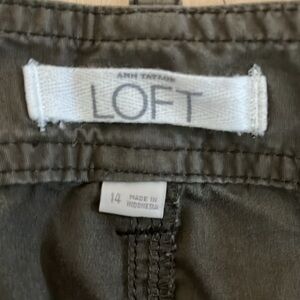 ANN TAYLOR
LOFT
14
MADE IN
INDONESIA